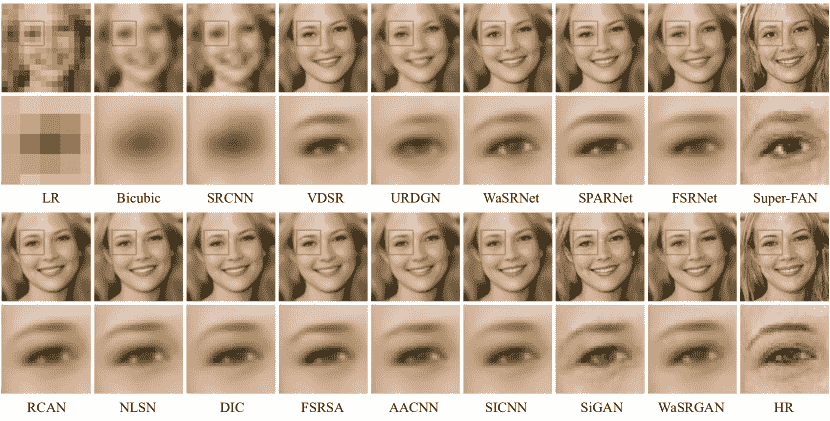 LR Bicubic SRCNN VDSR URDGN WaSRNet SPARNet FSRNet Super-FAN
RCAN NLSN DIC FSRSA AACNN SICNN SiGAN WaSRGAN HR